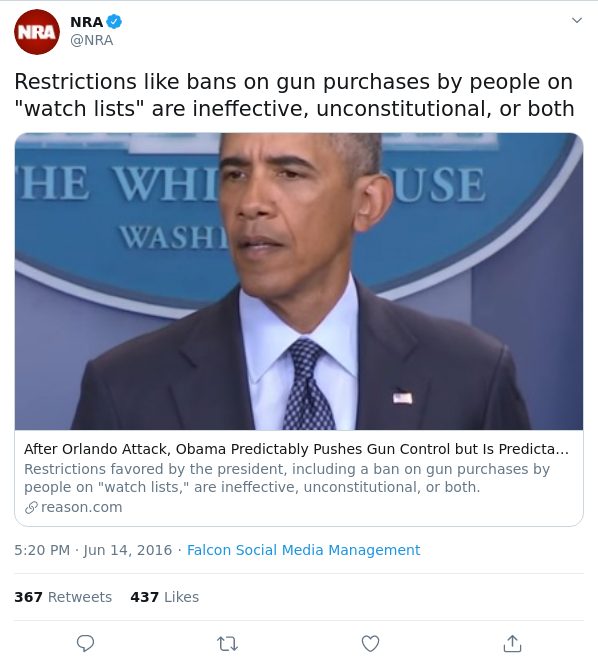 NRA
NRA
@NRA
Restrictions like bans on gun purchases by people on
"watch lists" are ineffective, unconstitutional, or both
HE WHI USE
WASHI
After Orlando Attack, Obama Predictably Pushes Gun Control but Is Predicta...
Restrictions favored by the president, including a ban on gun purchases by
people on "watch lists," are ineffective, unconstitutional, or both.
reason.com
5:20 PM · Jun 14, 2016 · Falcon Social Media Management
367 Retweets 437 Likes